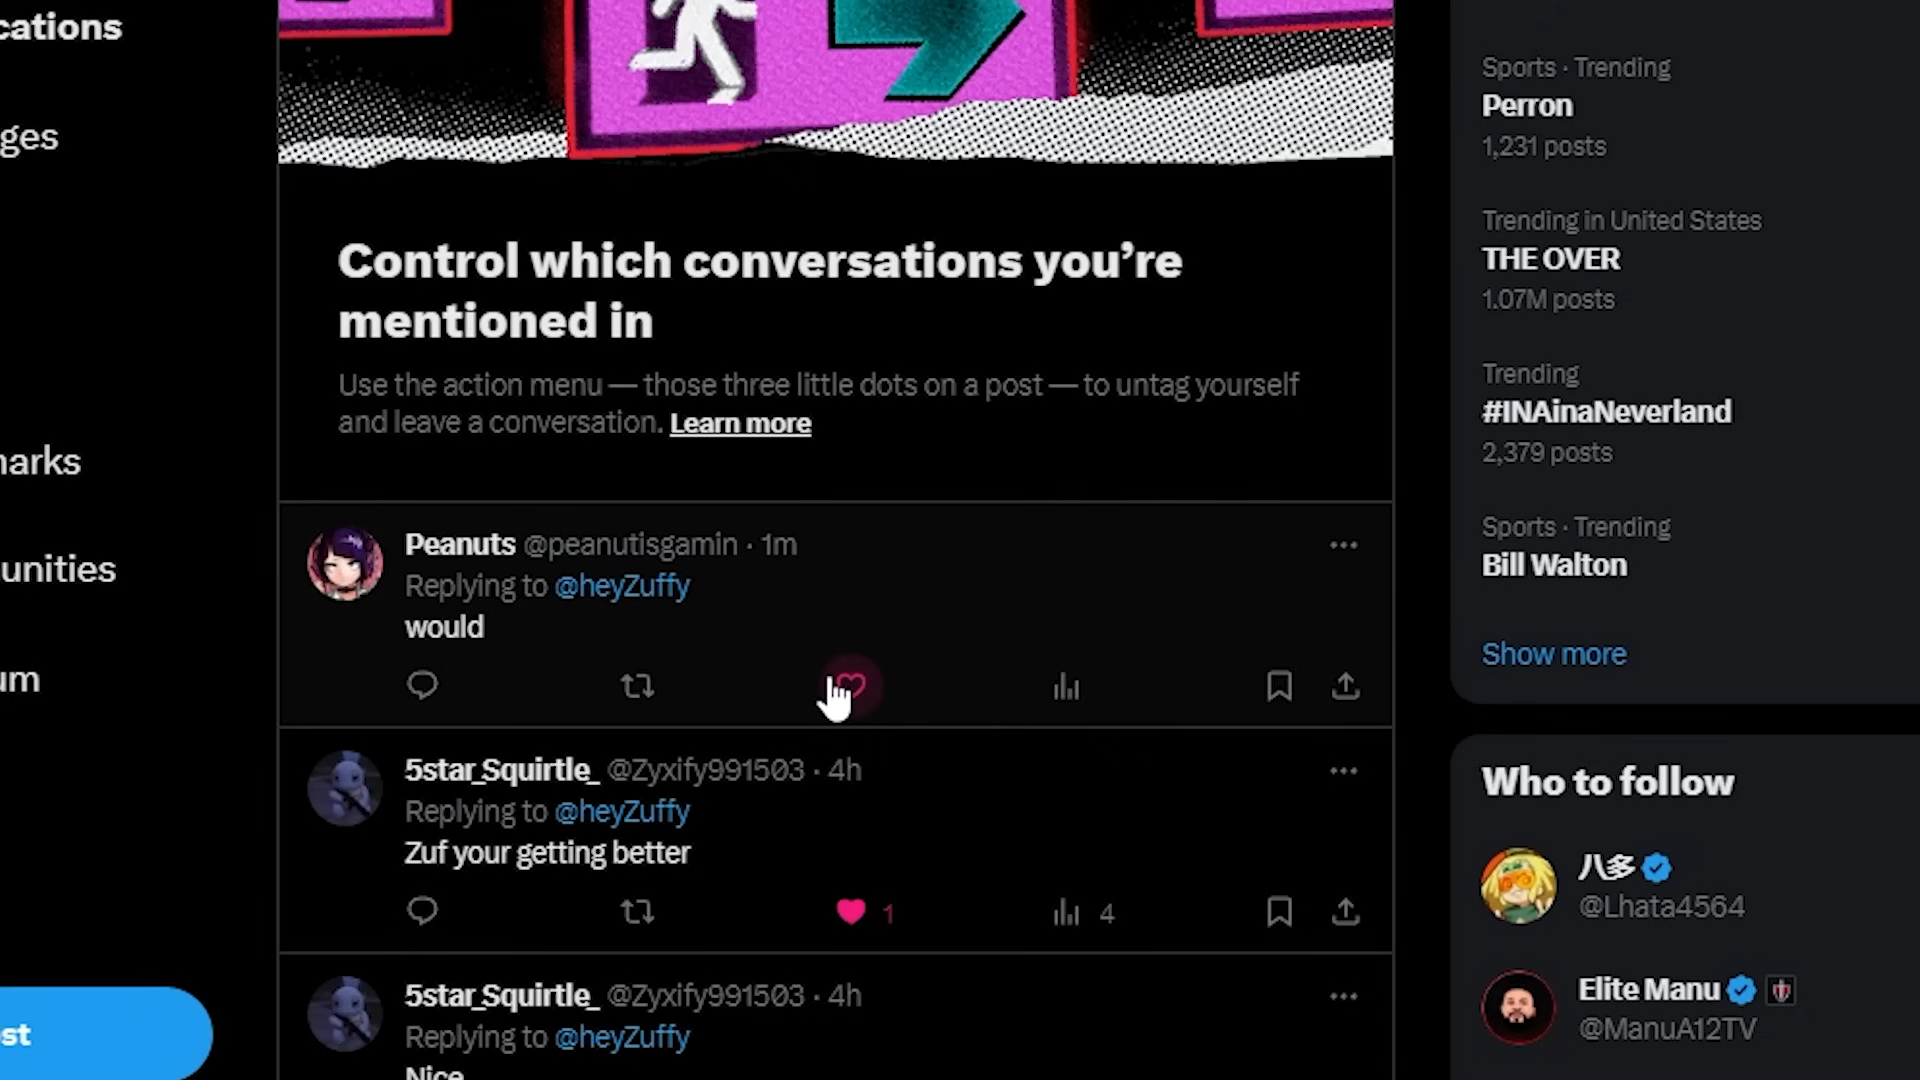 cations
ges
arks
unities
um
st
Control which conversations you’re
mentioned in
Use the action menu — those three little dots on a post — to untag yourself
and leave a conversation. Learn more
Peanuts @peanutisgamin · 1m
Replying to @heyZuffy
would
5star_Squirtle_ @Zyxify991503 · 4h
Replying to @heyZuffy
Zuf your getting better
1
4
5star_Squirtle_ @Zyxify991503 · 4h
Replying to @heyZuffy
Nice
Sports · Trending
Perron
1,231 posts
Trending in United States
THE OVER
1.07M posts
Trending
#INAinaNeverland
2,379 posts
Sports · Trending
Bill Walton
Show more
Who to follow
八多
@Lhata4564
Elite Manu
@ManuA12TV